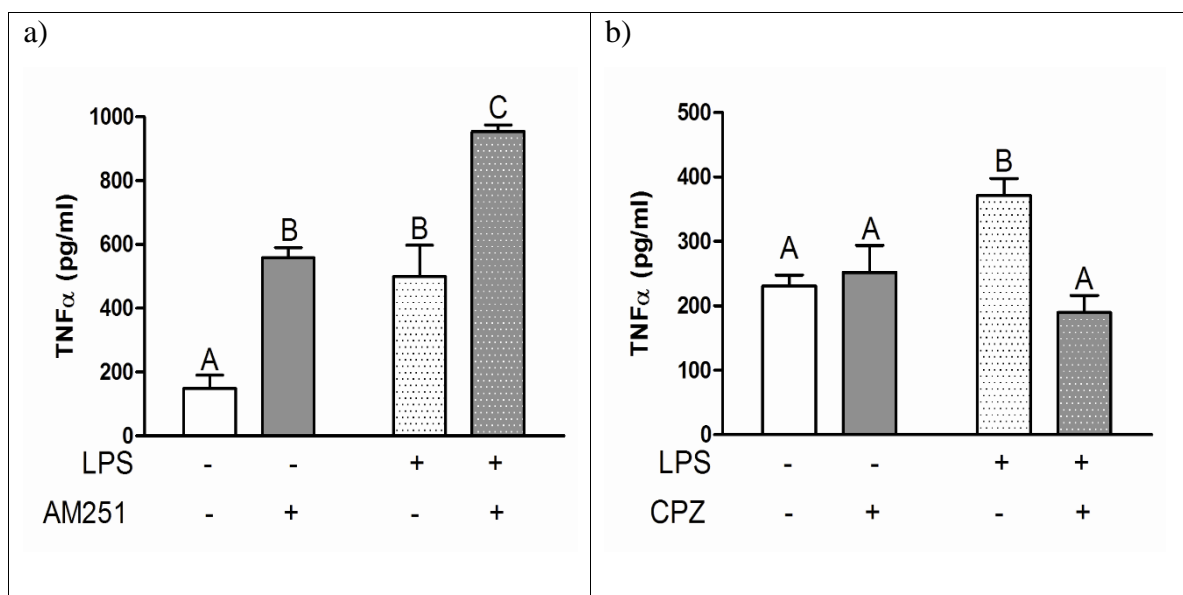 a)
TNFα (pg/ml)
1000
800
600
400
200
0
A
B
B
C
LPS - - + +
AM251 - + - +
b)
TNFα (pg/ml)
500
400
300
200
100
0
A
A
B
A
LPS - - + +
CPZ - + - +